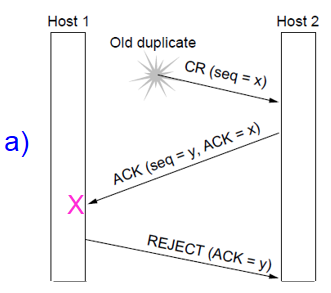 Host 1
Host 2
Old duplicate
CR (seq = x)
a)
ACK (seq = y, ACK = x)
X
REJECT (ACK = y)